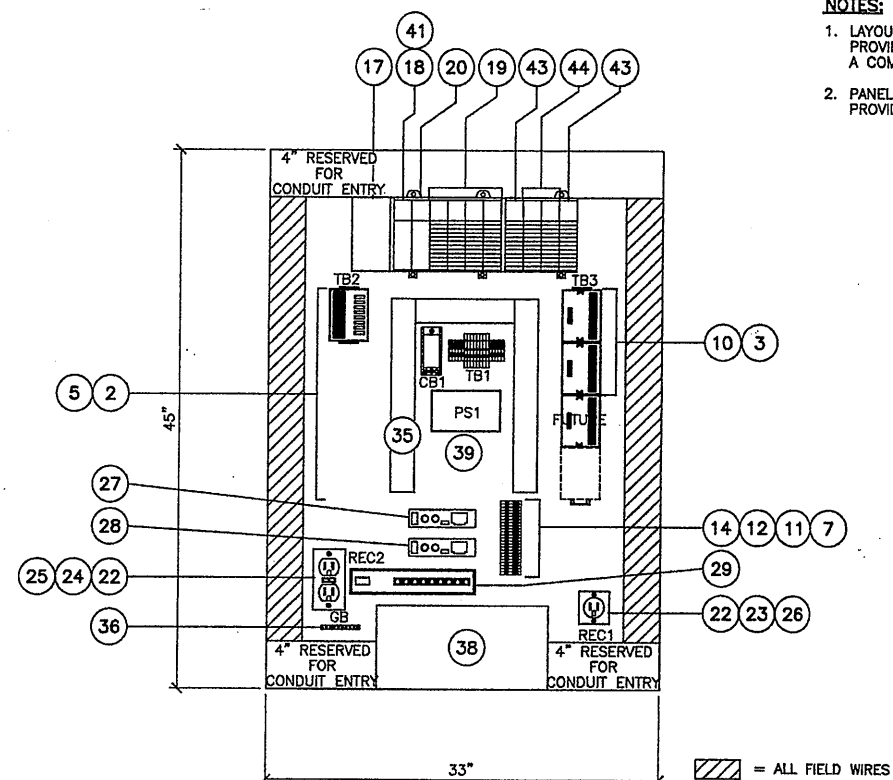 NOTES:
1. LAYOU
PROVI
A COM
2. PANEL
PROVID
41
17 18 20 19 43 44 43
4" RESERVED
FOR
CONDUIT ENTRY
TB2
TB3
10 3
CB1
TB1
5 2
PS1
35
FUTURE
39
45"
27
28
14 12 11 7
REC2
25 24 22
29
GB
36
REC1
22 23 26
38
4" RESERVED
FOR
CONDUIT ENTRY
4" RESERVED
FOR
CONDUIT ENTRY
33"
= ALL FIELD WIRES